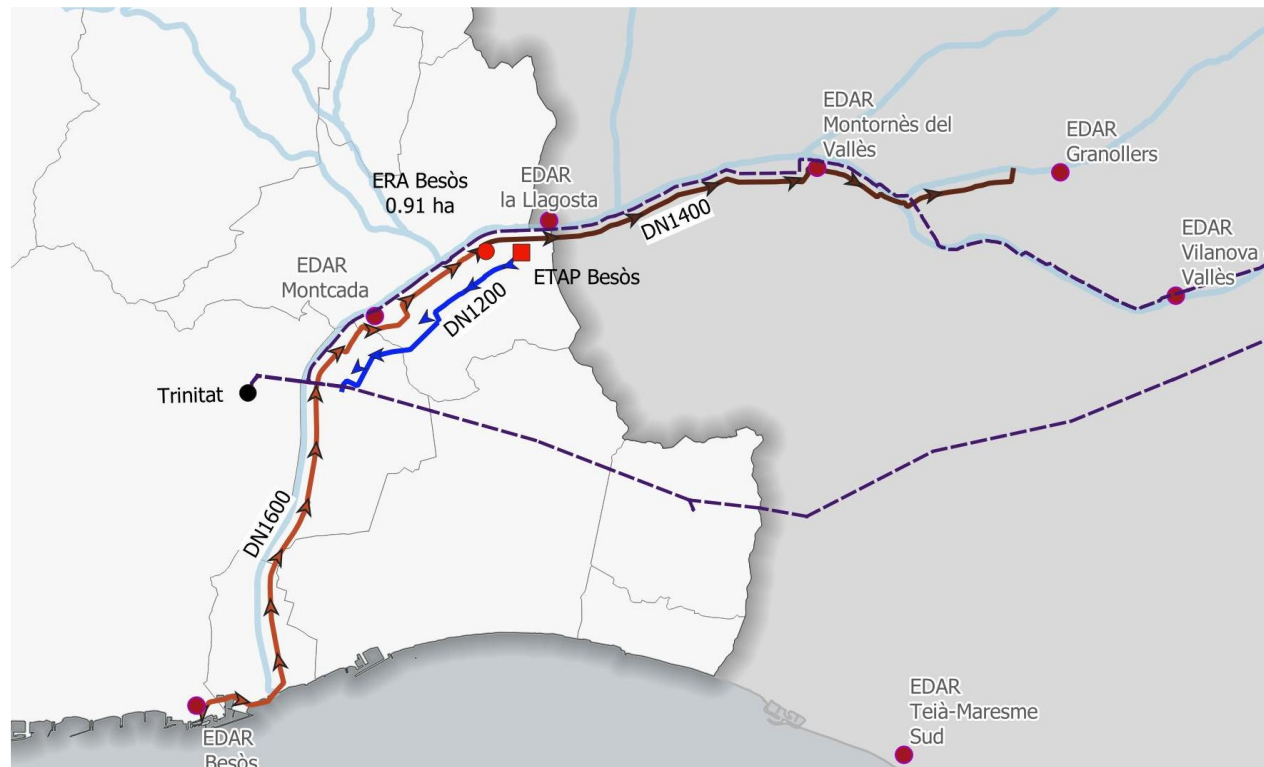 EDAR
Montornès del
Vallès
EDAR
Granollers
EDAR
la Llagosta
ERA Besòs
0.91 ha
DN1400
EDAR
Vilanova
Vallès
EDAR
Montcada
ETAP Besòs
DN1200
Trinitat
DN1600
EDAR
Teià-Maresme
Sud
EDAR
Besòs